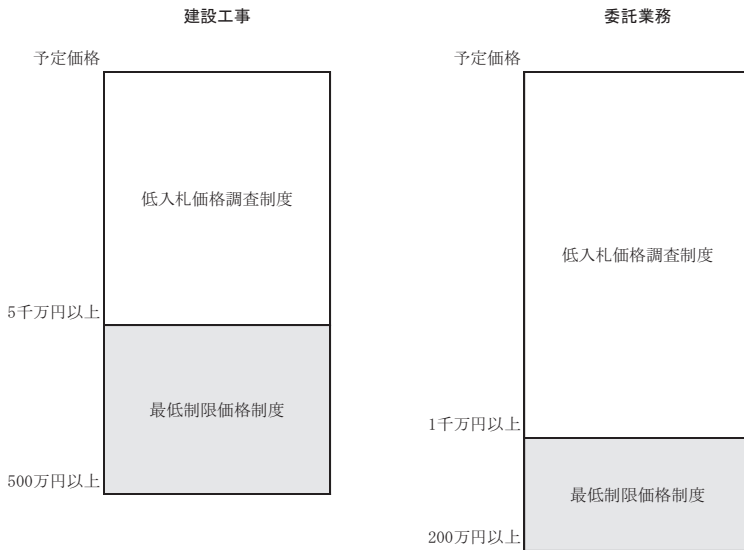 建設工事
予定価格
低入札価格調査制度
5千万円以上
最低制限価格制度
500万円以上
委託業務
予定価格
低入札価格調査制度
1千万円以上
最低制限価格制度
200万円以上